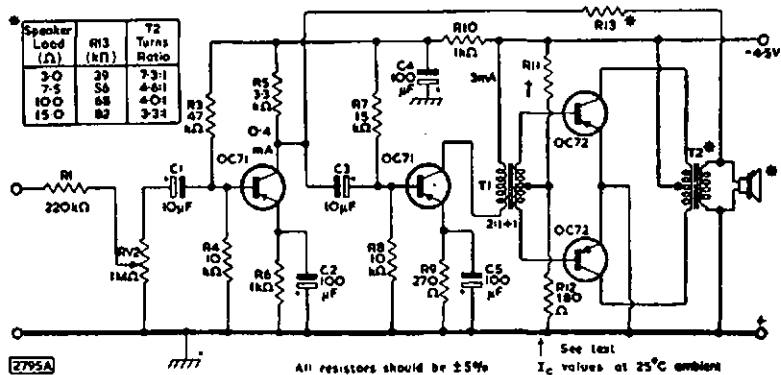 *
Speaker Load (Ω) R13 (kΩ) T2 Turns Ratio
3·0 39 7·3:1
7·5 56 4·6:1
10·0 68 4·0:1
15·0 82 3·3:1
R1
220kΩ
RV2
1MΩ
C1
+
10µF
R3
47
kΩ
R4
10
kΩ
R5
3·3
kΩ
0·4
mA
OC71
R6
1kΩ
C2
100
µF
+
C3
+
10µF
R7
15
kΩ
R8
10
kΩ
C4
100
µF
+
R10
1kΩ
OC71
R9
270
Ω
C5
100
µF
+
3mA
T1
2:1+1
R11
R12
180
Ω
OC72
OC72
R13 *
T2 *
*
-4·5V
+
2795A
All resistors should be ±5%
See text
I_C values at 25°C ambient